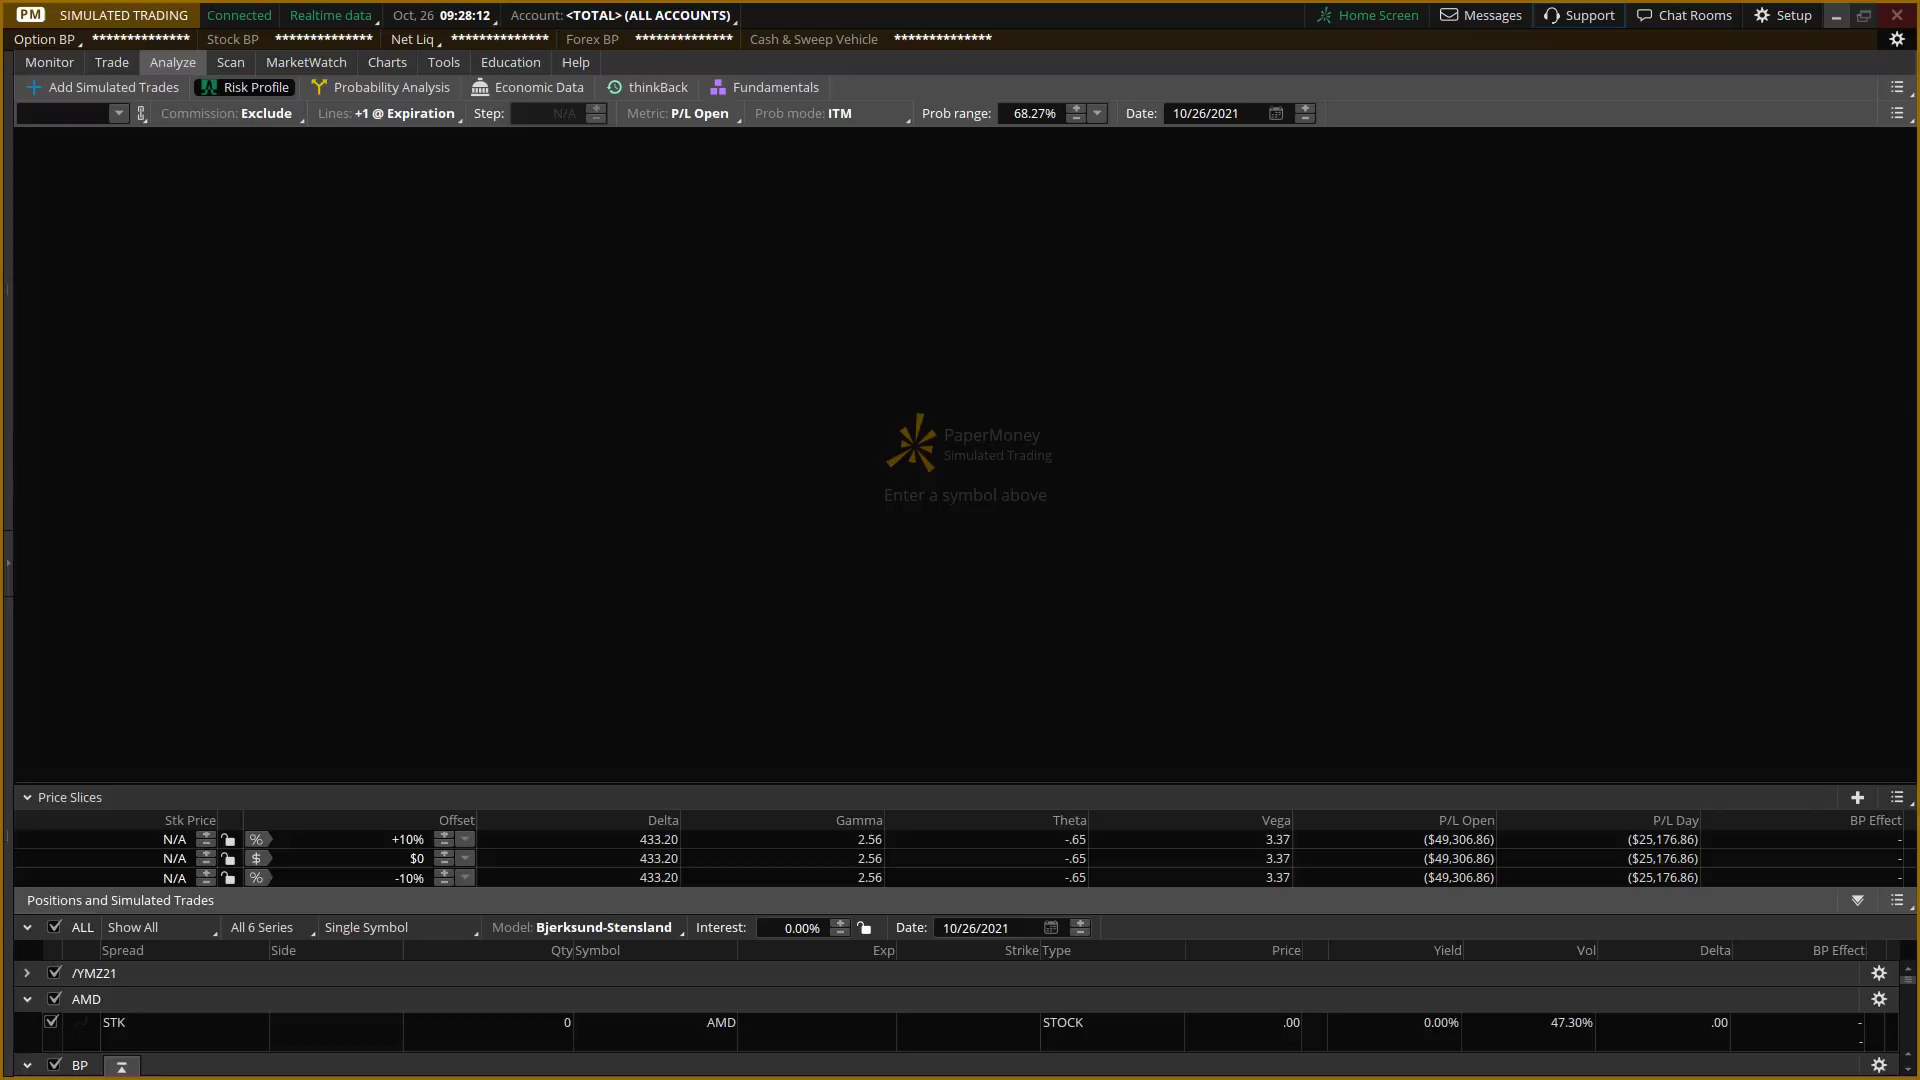 PM SIMULATED TRADING Connected Realtime data Oct, 26 09:28:12 Account: <TOTAL> (ALL ACCOUNTS) Home Screen Messages Support Chat Rooms Setup
Option BP ************** Stock BP ************** Net Liq ************** Forex BP ************** Cash & Sweep Vehicle **************
Monitor Trade Analyze Scan MarketWatch Charts Tools Education Help
Add Simulated Trades Risk Profile Probability Analysis Economic Data thinkBack Fundamentals
Commission: Exclude Lines: +1 @ Expiration Step: N/A Metric: P/L Open Prob mode: ITM Prob range: 68.27% Date: 10/26/2021
PaperMoney
Simulated Trading
Enter a symbol above
Price Slices
Stk Price Offset Delta Gamma Theta Vega P/L Open P/L Day BP Effect
N/A % +10% 433.20 2.56 -.65 3.37 ($49,306.86) ($25,176.86) -
N/A $ $0 433.20 2.56 -.65 3.37 ($49,306.86) ($25,176.86) -
N/A % -10% 433.20 2.56 -.65 3.37 ($49,306.86) ($25,176.86) -
Positions and Simulated Trades
ALL Show All All 6 Series Single Symbol Model: Bjerksund-Stensland Interest: 0.00% Date: 10/26/2021
Spread Side Qty Symbol Exp Strike Type Price Yield Vol Delta BP Effect
/YMZ21
AMD
STK 0 AMD STOCK .00 0.00% 47.30% .00 -
-
BP